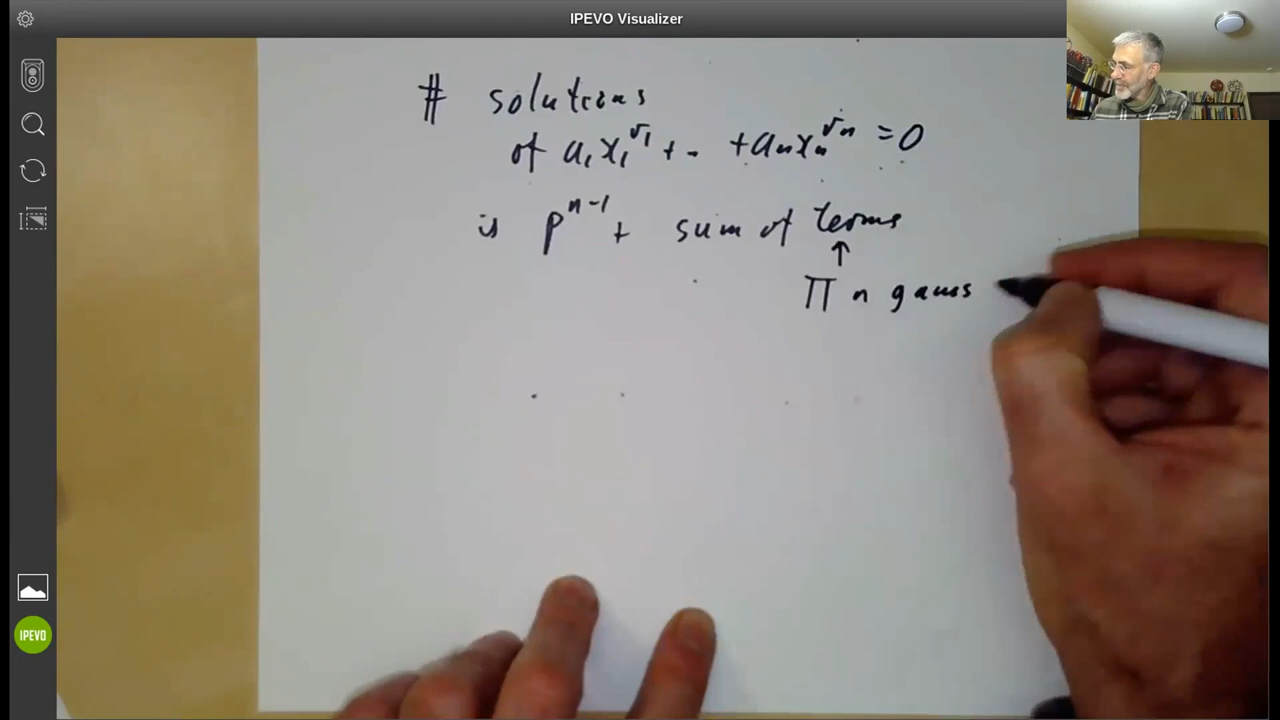 IPEVO Visualizer
# solutions
of a₁x₁^r₁ + - + aₙxₙ^rₙ = 0
is p^n-1 + sum of terms
↑
∏ n gauss
IPEVO